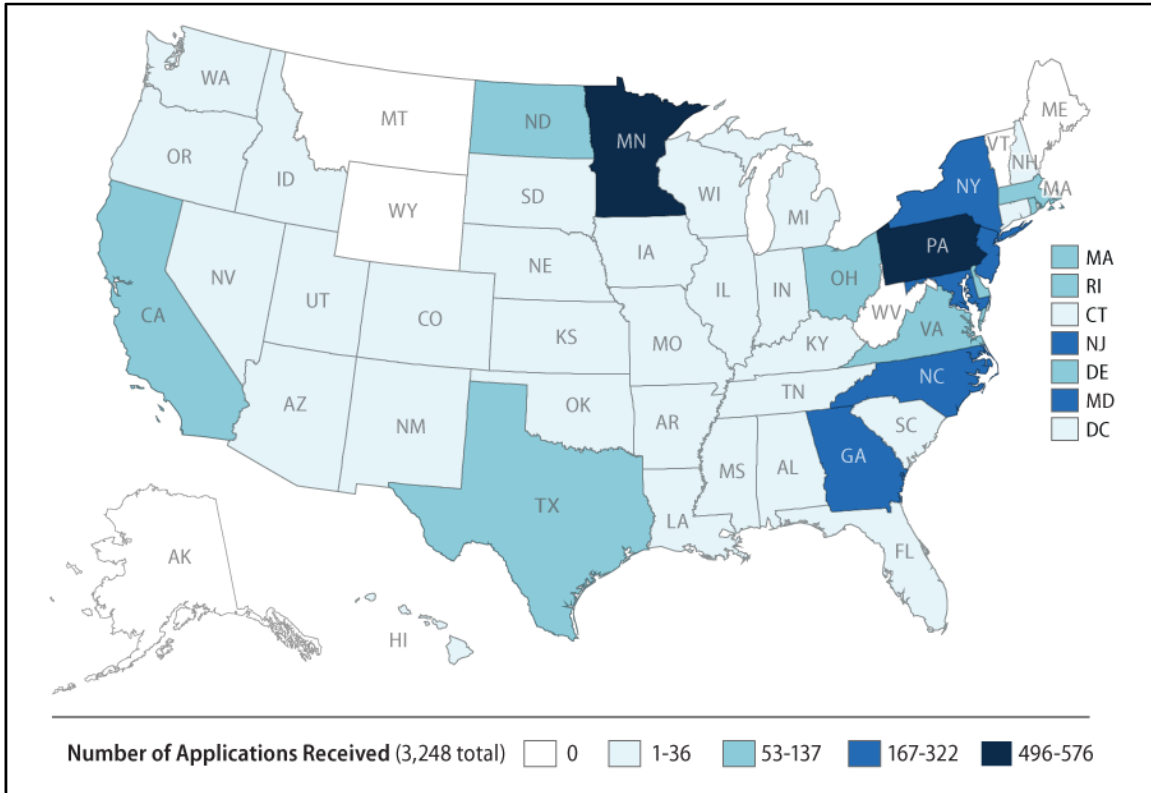 WA
MT
ND
MN
ME
VT
NH
OR
ID
WY
SD
WI
MI
NY
MA
NV
UT
CO
NE
IA
IL
IN
OH
PA
WV
VA
CA
KS
MO
KY
AZ
NM
OK
AR
TN
NC
SC
TX
LA
MS
AL
GA
FL
AK
HI
MA
RI
CT
NJ
DE
MD
DC
Number of Applications Received (3,248 total) 0 1-36 53-137 167-322 496-576